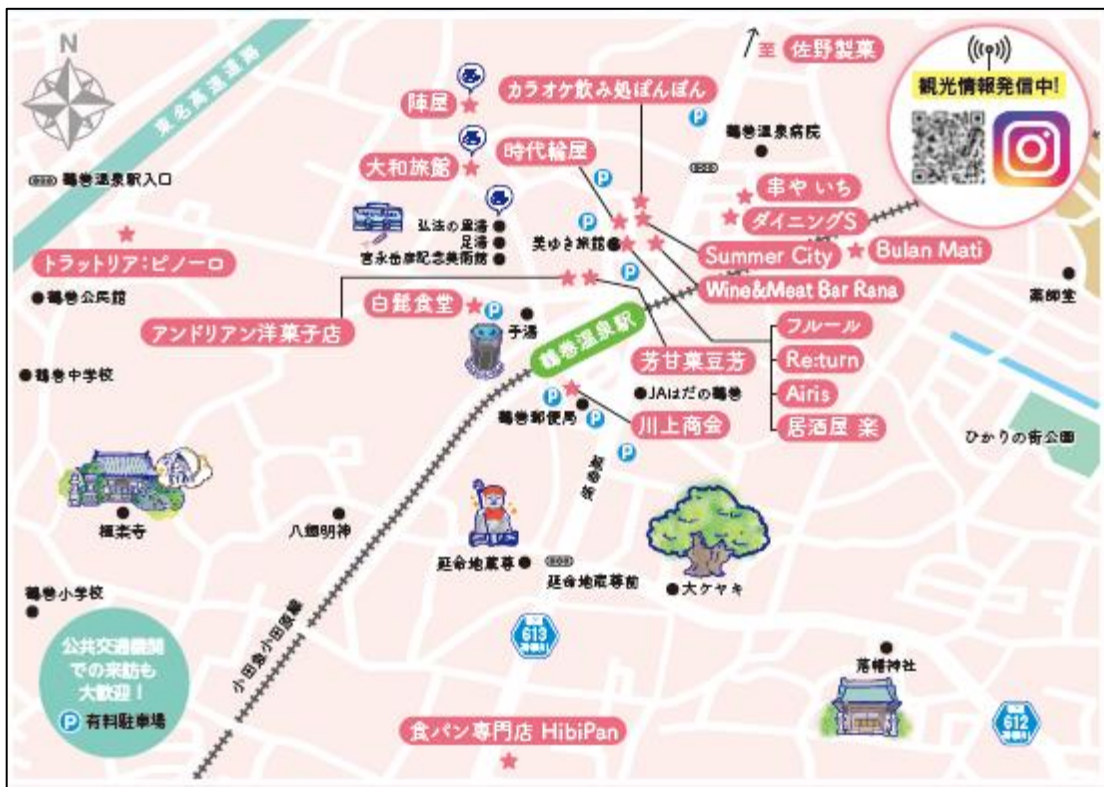 N
東名高速道路
至 佐野製菓
観光情報発信中!
陣屋
カラオケ飲み処ぽんぽん
P
鶴巻温泉病院
鶴巻温泉駅入口
大和旅館
時代輪屋
P
串や いち
弘法の里湯
P
ダイニングS
足湯
美ゆき旅館
トラットリア:ピノーロ
宮永岳彦記念美術館
Summer City
Bulan Mati
鶴巻公民館
P
Wine&Meat Bar Rana
薬師堂
アンドリアン洋菓子店
白髭食堂
P
手湯
鶴巻温泉駅
フルール
芳甘菓豆芳
Re:turn
鶴巻中学校
JAはだの鶴巻
Airis
P
鶴巻郵便局
P
川上商会
居酒屋 楽
ひかりの街公園
P
延命坂
極楽寺
八幡明神
延命地蔵尊
延命地蔵尊前
大ケヤキ
鶴巻小学校
613
小田急小田原線
公共交通機関
での来訪も
大歓迎!
P 有料駐車場
落幡神社
612
食パン専門店 HibiPan